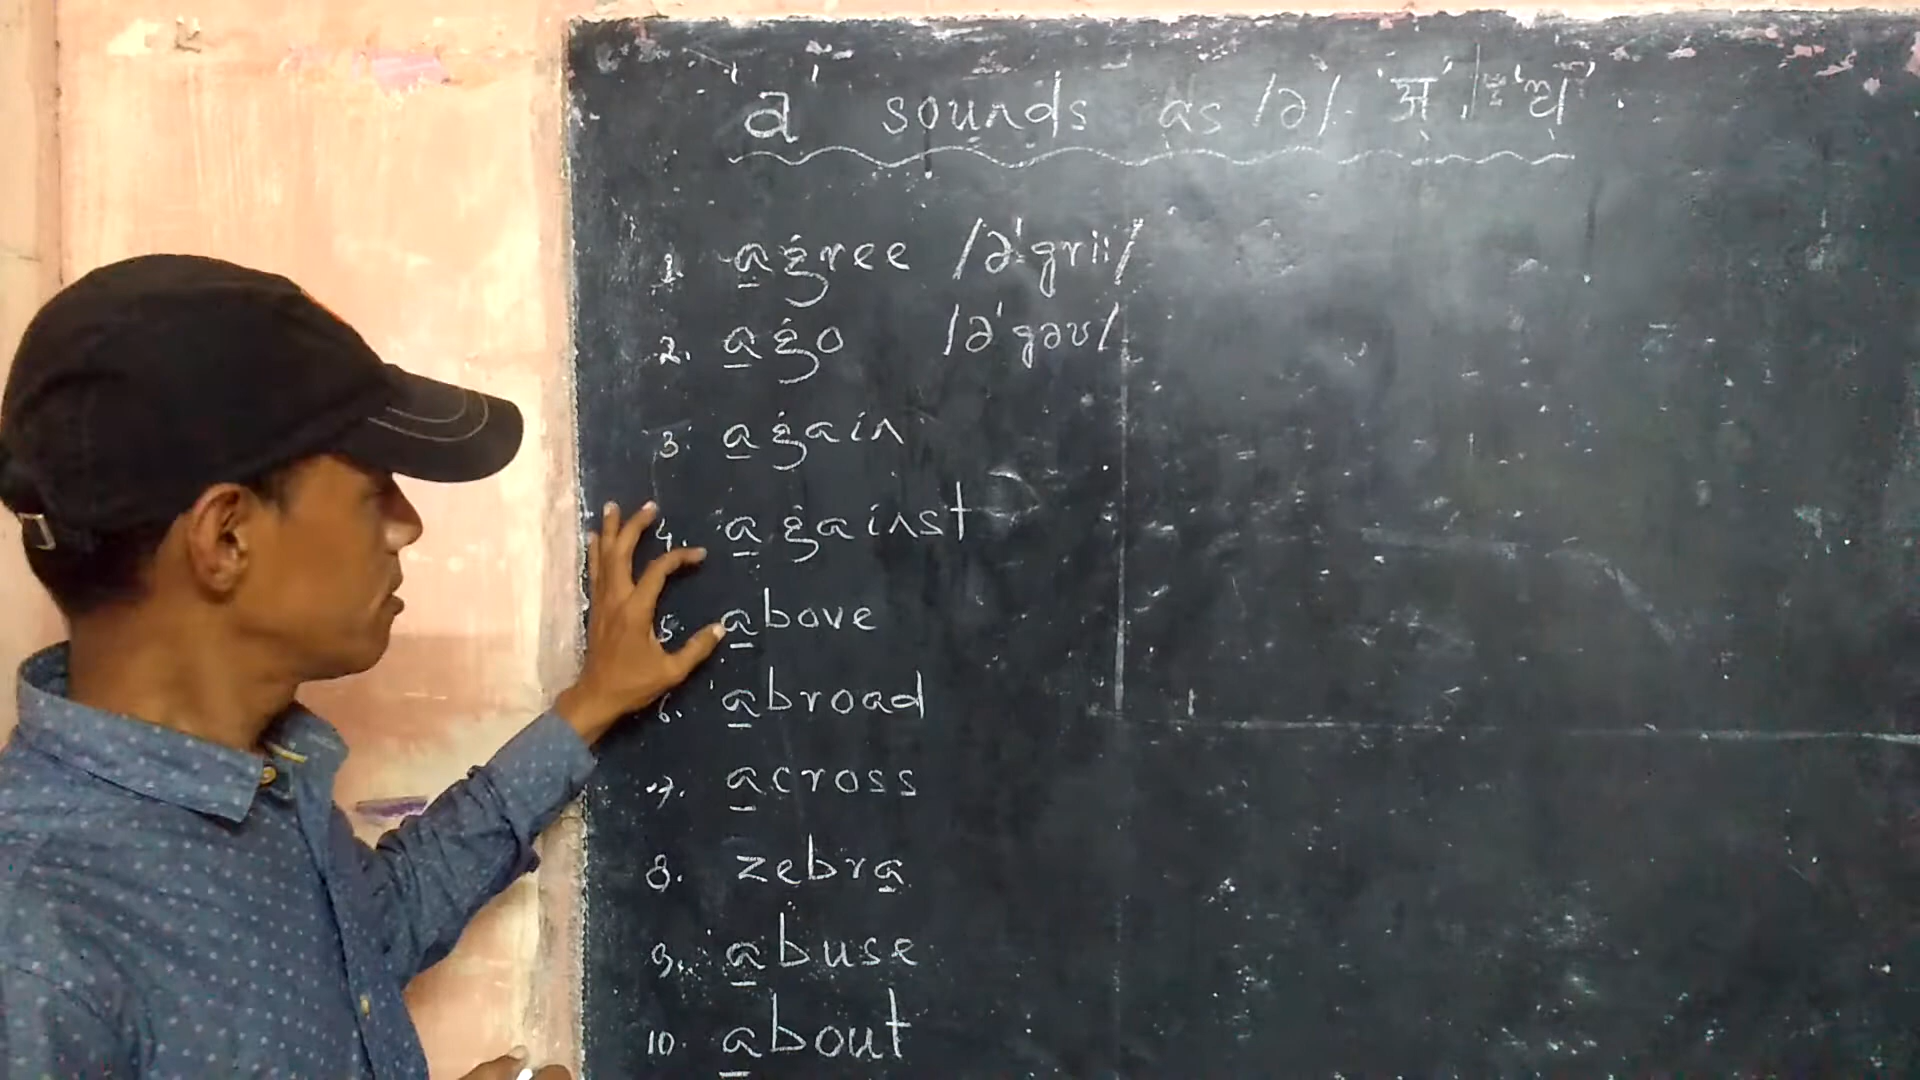 'a' sounds as /ə/. 'अ़'
1. agree /ə'grii/
2. ago /ə'gəʊ/
3. again
4. against
5. above
6. abroad
7. across
8. zebra
9. abuse
10. about